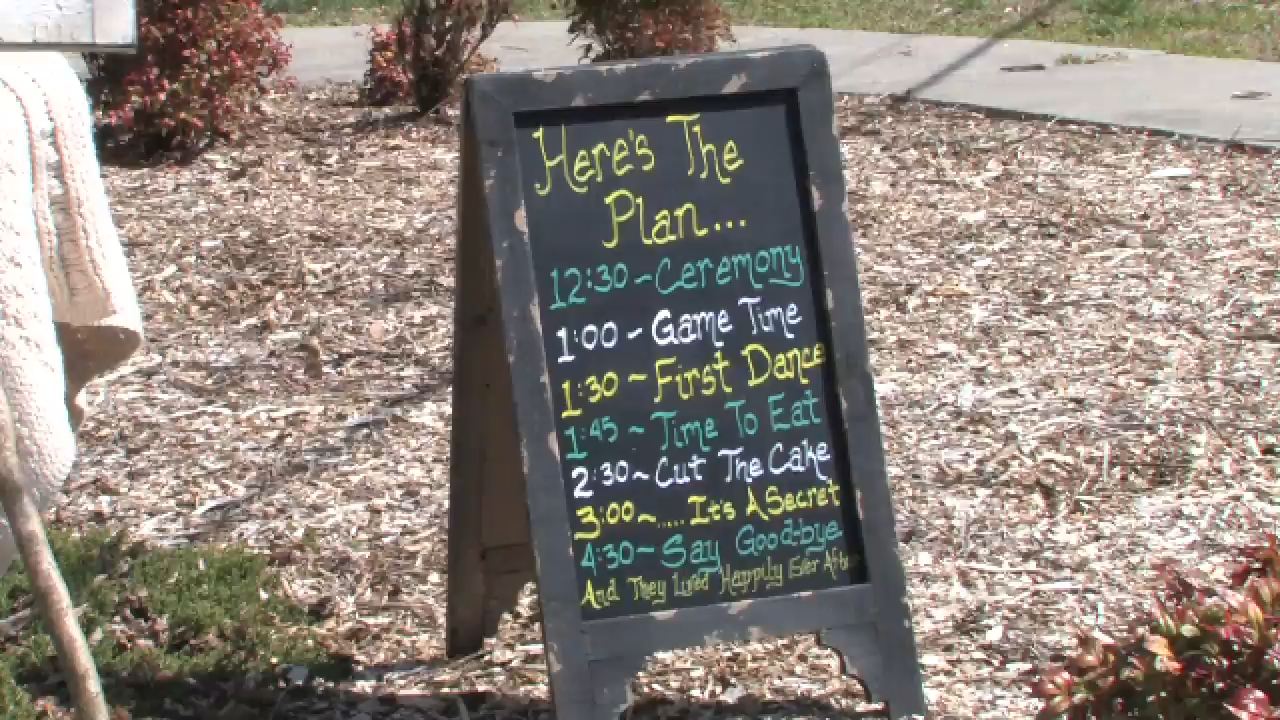 Here's The
Plan...
12:30~Ceremony
1:00~Game Time
1:30~First Dance
1:45~Time To Eat
2:30~Cut The Cake
3:00~.....It's A Secret
4:30~Say Good-bye
And They Lived Happily Ever After